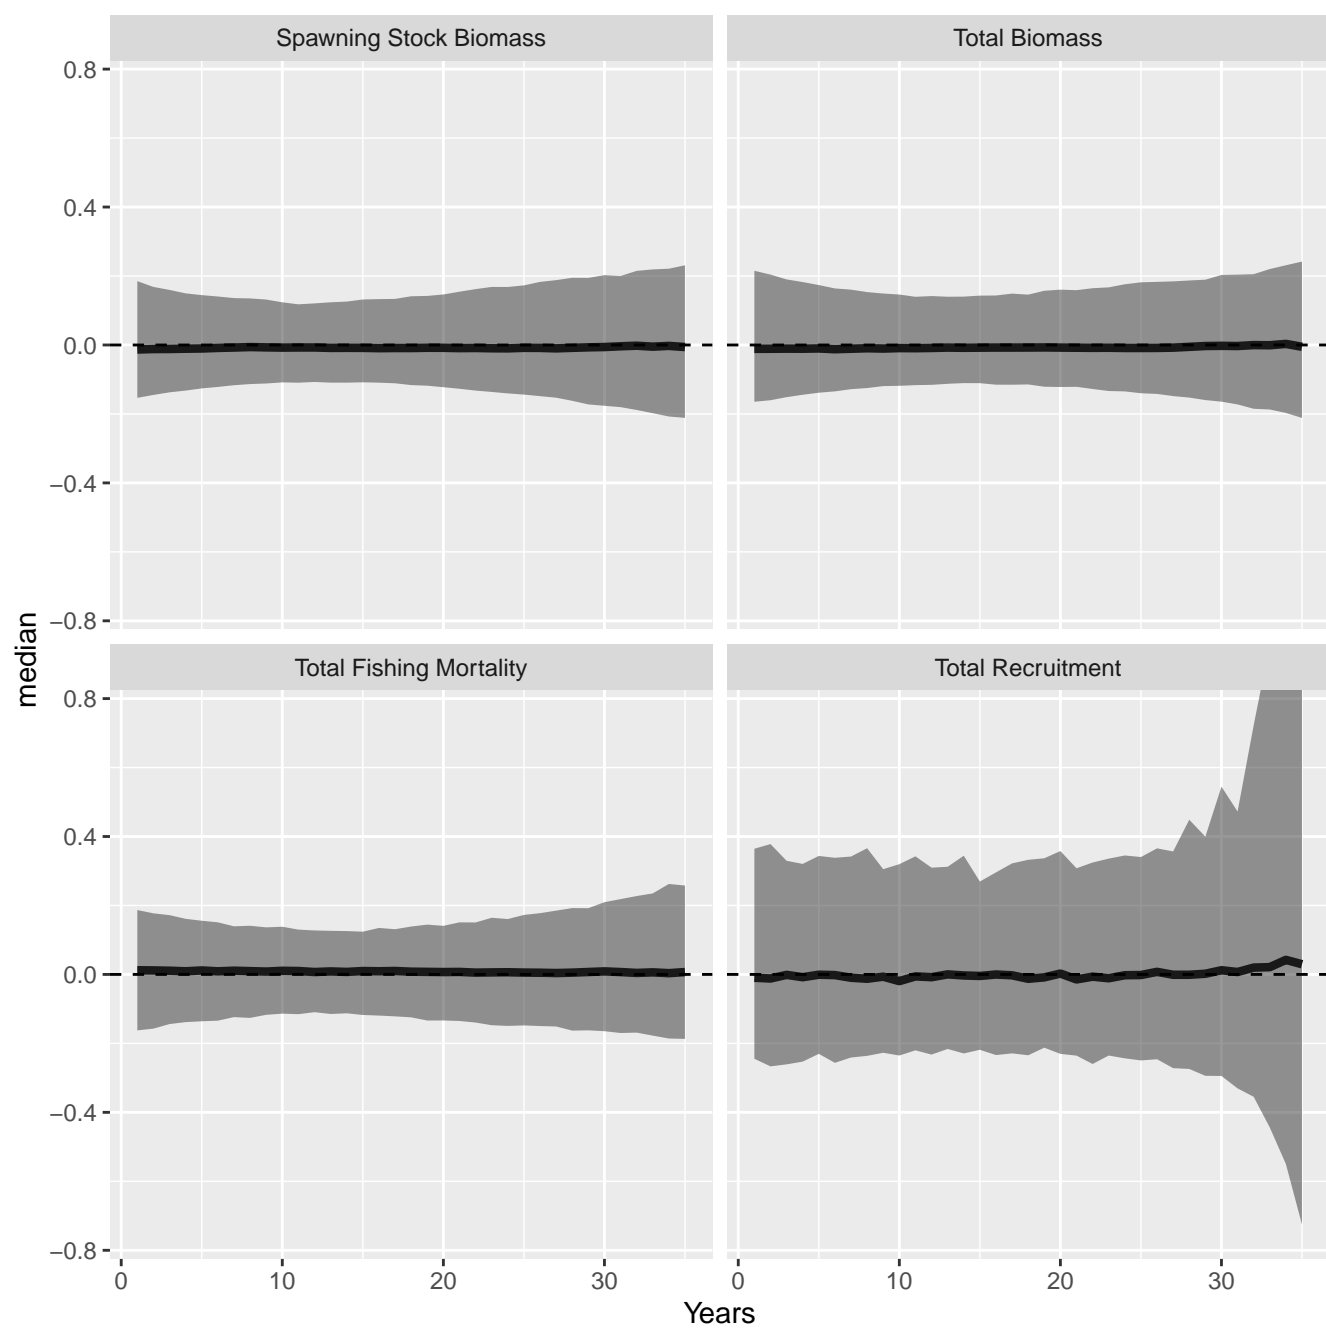 Spawning Stock Biomass
Total Biomass
0.8
0.4
0.0
−0.4
−0.8
Total Fishing Mortality
Total Recruitment
0.8
0.4
0.0
−0.4
−0.8
0 10 20 30
0 10 20 30
Years
median